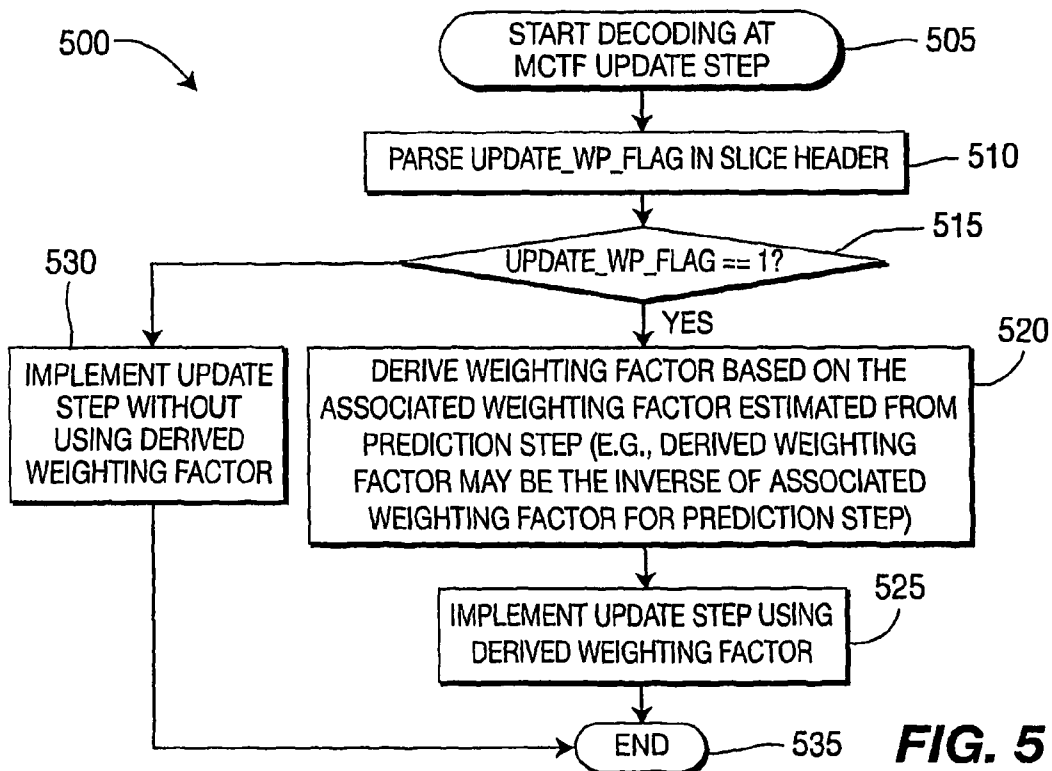 500
START DECODING AT
MCTF UPDATE STEP
505
PARSE UPDATE_WP_FLAG IN SLICE HEADER
510
515
UPDATE_WP_FLAG == 1?
530
YES
520
IMPLEMENT UPDATE
STEP WITHOUT
USING DERIVED
WEIGHTING FACTOR
DERIVE WEIGHTING FACTOR BASED ON THE
ASSOCIATED WEIGHTING FACTOR ESTIMATED FROM
PREDICTION STEP (E.G., DERIVED WEIGHTING
FACTOR MAY BE THE INVERSE OF ASSOCIATED
WEIGHTING FACTOR FOR PREDICTION STEP)
525
IMPLEMENT UPDATE STEP USING
DERIVED WEIGHTING FACTOR
END
535
FIG. 5